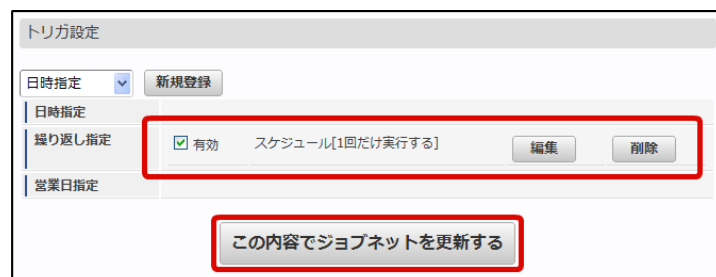 トリガ設定
日時指定 新規登録
日時指定
繰り返し指定 有効 スケジュール[1回だけ実行する] 編集 削除
営業日指定
この内容でジョブネットを更新する